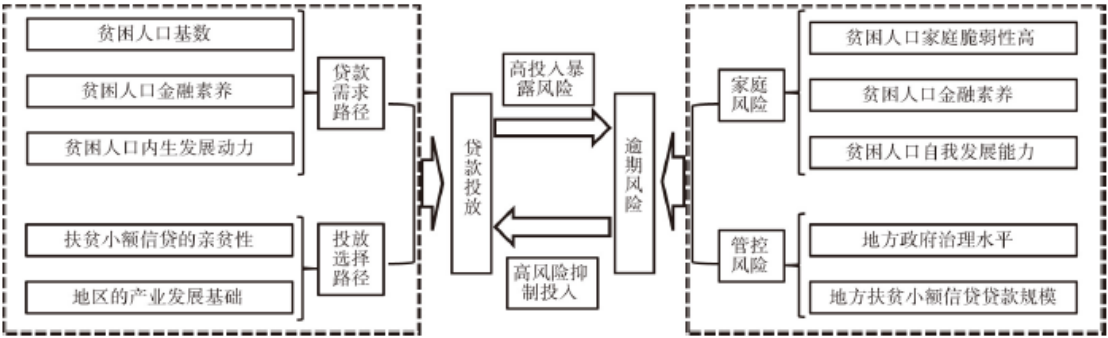 贫困人口基数
贫困人口金融素养
贫困人口内生发展动力
贷款
需求
路径
扶贫小额信贷的亲贫性
地区的产业发展基础
投放
选择
路径
贷款投放
高投入暴
露风险
高风险抑
制投入
逾期风险
家庭
风险
贫困人口家庭脆弱性高
贫困人口金融素养
贫困人口自我发展能力
管控
风险
地方政府治理水平
地方扶贫小额信贷贷款规模